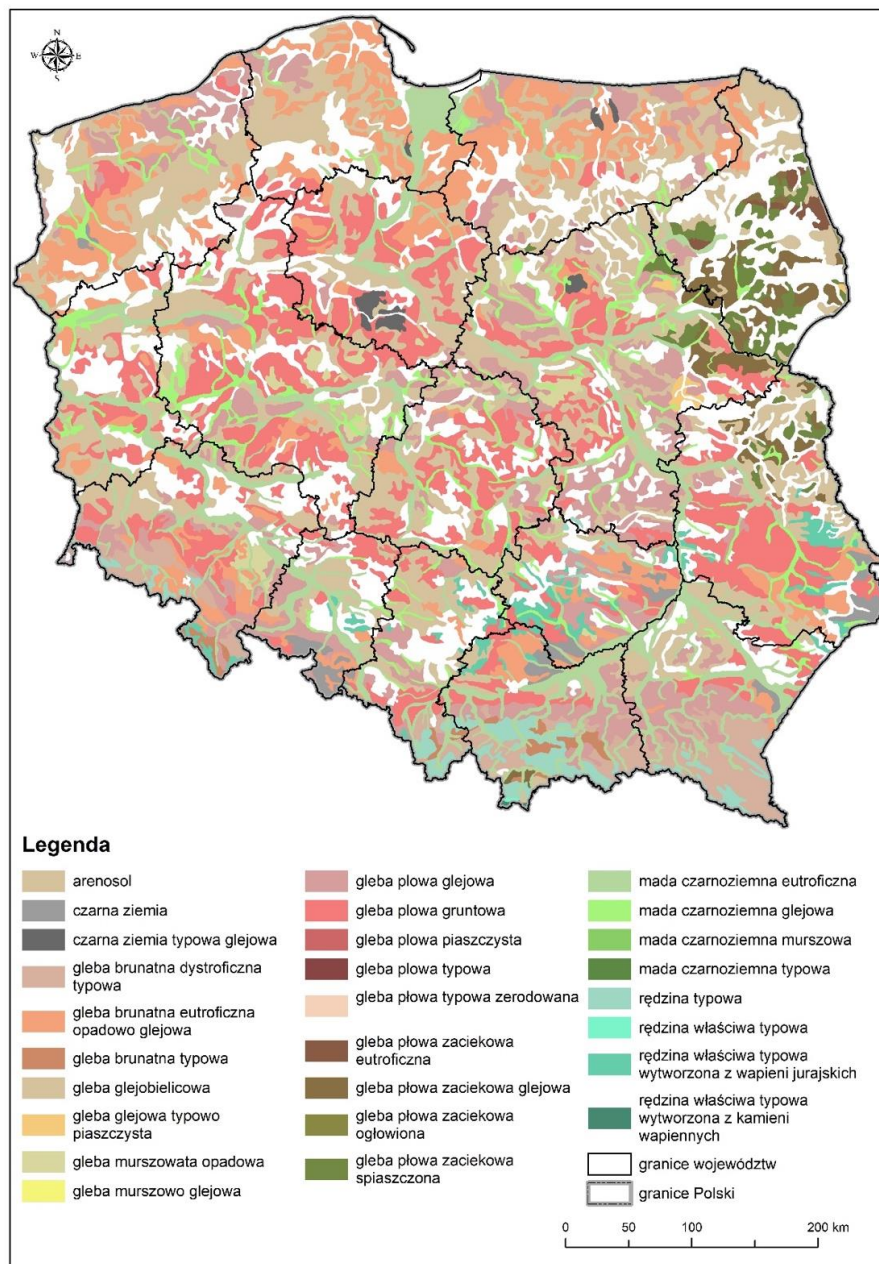 N
W E
S
Legenda
arenosol
czarna ziemia
czarna ziemia typowa glejowa
gleba brunatna dystroficzna
typowa
gleba brunatna eutroficzna
opadowo glejowa
gleba brunatna typowa
gleba glejobielicowa
gleba glejowa typowo
piaszczysta
gleba murszowata opadowa
gleba murszowo glejowa
gleba plowa glejowa
gleba plowa gruntowa
gleba plowa piaszczysta
gleba plowa typowa
gleba płowa typowa zerodowana
gleba płowa zaciekowa
eutroficzna
gleba płowa zaciekowa glejowa
gleba płowa zaciekowa
ogłowiona
gleba płowa zaciekowa
spiaszczona
mada czarnoziemna eutroficzna
mada czarnoziemna glejowa
mada czarnoziemna murszowa
mada czarnoziemna typowa
rędzina typowa
rędzina właściwa typowa
rędzina właściwa typowa
wytworzona z wapieni jurajskich
rędzina właściwa typowa
wytworzona z kamieni
wapiennych
granice województw
granice Polski
0 50 100 200 km